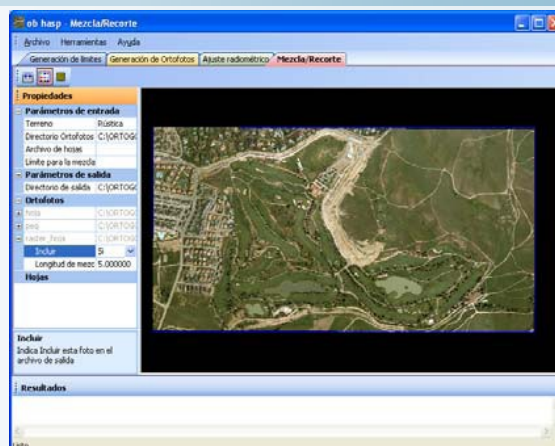 ob hasp - Mezcla/Recorte
Archivo Herramientas Ayuda
Generación de límites Generación de Ortofotos Ajuste radiométrico Mezcla/Recorte
Propiedades
Parámetros de entrada
Terreno Rústica
Directorio Ortofotos C:\ORTOG
Archivo de hojas
Límite para la mezcla
Parámetros de salida
Directorio de salida C:\ORTOG
Ortofotos
hoja C:\ORTOG
C:\ORTOG
C:\ORTOG
Incluir Si
Longitud de mezc 5.000000
Hojas
Incluir
Indica Incluir esta foto en el
archivo de salida
Resultados
Listo